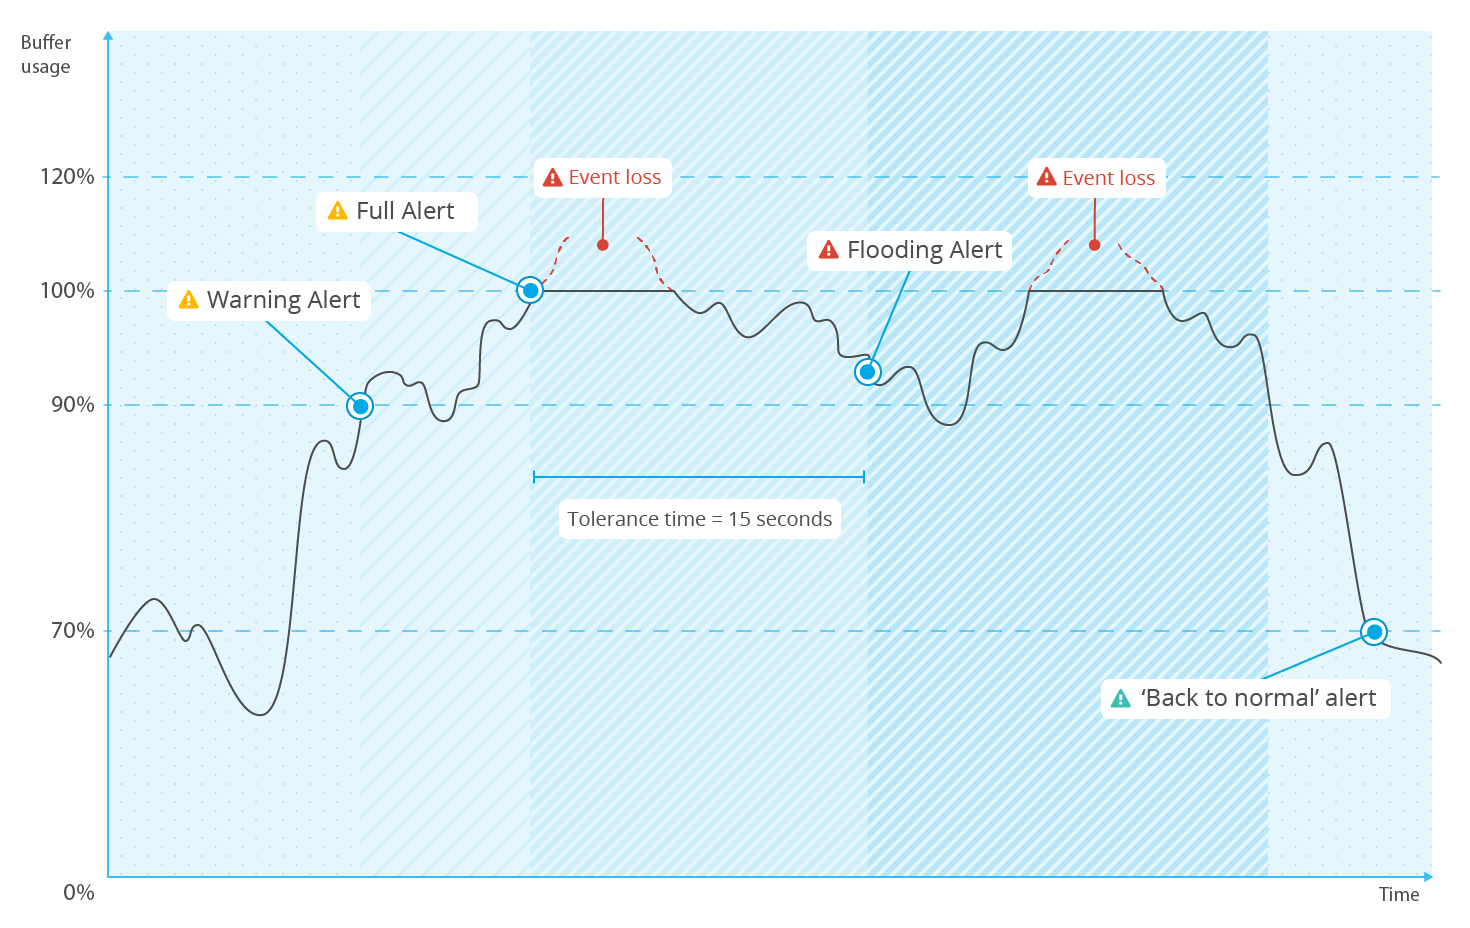 Buffer
usage
120%
Event loss
Event loss
Full Alert
Flooding Alert
100%
Warning Alert
90%
Tolerance time = 15 seconds
70%
‘Back to normal’ alert
0%
Time